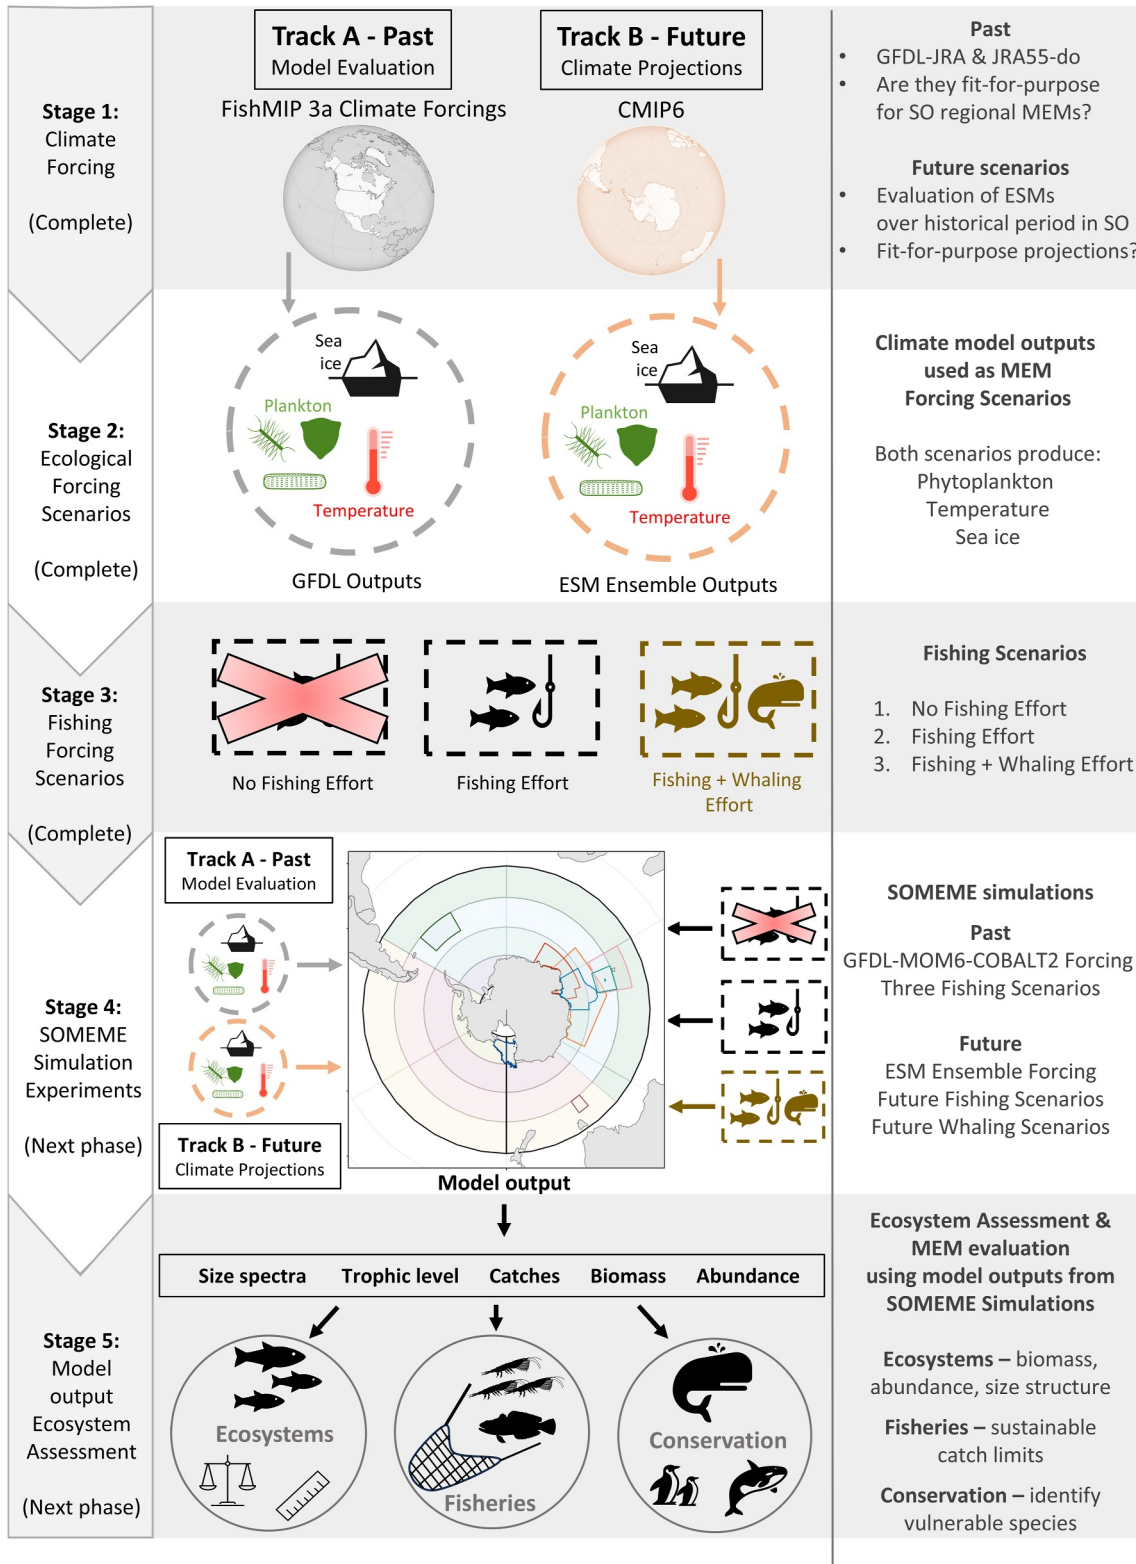 Stage 1:
Climate
Forcing
(Complete)
Track A - Past
Model Evaluation
FishMIP 3a Climate Forcings
Track B - Future
Climate Projections
CMIP6
Past
• GFDL-JRA & JRA55-do
• Are they fit-for-purpose
for SO regional MEMs?
Future scenarios
• Evaluation of ESMs
over historical period in SO
• Fit-for-purpose projections?
Stage 2:
Ecological
Forcing
Scenarios
(Complete)
Sea
ice
Plankton
Temperature
GFDL Outputs
Sea
ice
Plankton
Temperature
ESM Ensemble Outputs
Climate model outputs
used as MEM
Forcing Scenarios
Both scenarios produce:
Phytoplankton
Temperature
Sea ice
Stage 3:
Fishing
Forcing
Scenarios
(Complete)
No Fishing Effort
Fishing Effort
Fishing + Whaling
Effort
Fishing Scenarios
1. No Fishing Effort
2. Fishing Effort
3. Fishing + Whaling Effort
Stage 4:
SOMEME
Simulation
Experiments
(Next phase)
Track A - Past
Model Evaluation
Track B - Future
Climate Projections
Model output
SOMEME simulations
Past
GFDL-MOM6-COBALT2 Forcing
Three Fishing Scenarios
Future
ESM Ensemble Forcing
Future Fishing Scenarios
Future Whaling Scenarios
Stage 5:
Model
output
Ecosystem
Assessment
(Next phase)
Size spectra Trophic level Catches Biomass Abundance
Ecosystems
Fisheries
Conservation
Ecosystem Assessment &
MEM evaluation
using model outputs from
SOMEME Simulations
Ecosystems – biomass,
abundance, size structure
Fisheries – sustainable
catch limits
Conservation – identify
vulnerable species